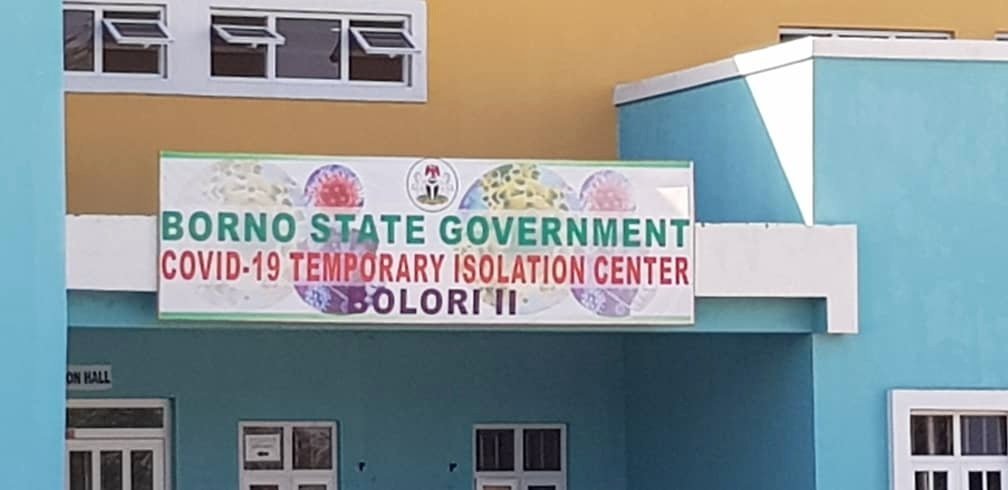 BORNO STATE GOVERNMENT
COVID-19 TEMPORARY ISOLATION CENTER
BOLORI II
ON HALL